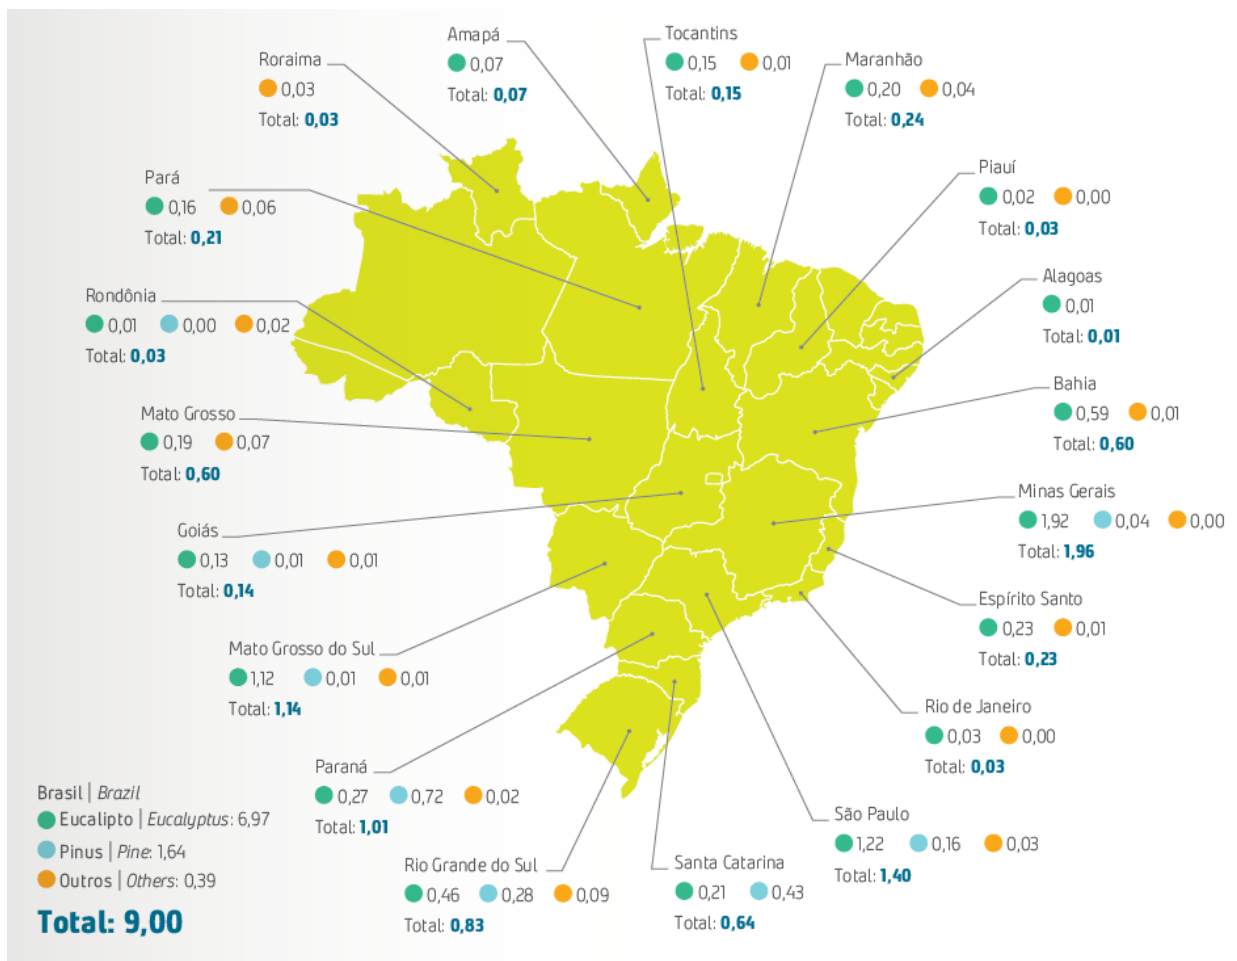 Amapá
0,07
Total: 0,07
Tocantins
0,15 0,01
Total: 0,15
Roraima
0,03
Total: 0,03
Maranhão
0,20 0,04
Total: 0,24
Pará
0,16 0,06
Total: 0,21
Piauí
0,02 0,00
Total: 0,03
Rondônia
0,01 0,00 0,02
Total: 0,03
Alagoas
0,01
Total: 0,01
Mato Grosso
0,19 0,07
Total: 0,60
Bahia
0,59 0,01
Total: 0,60
Goiás
0,13 0,01 0,01
Total: 0,14
Minas Gerais
1,92 0,04 0,00
Total: 1,96
Mato Grosso do Sul
1,12 0,01 0,01
Total: 1,14
Espírito Santo
0,23 0,01
Total: 0,23
Paraná
0,27 0,72 0,02
Total: 1,01
Rio de Janeiro
0,03 0,00
Total: 0,03
Rio Grande do Sul
0,46 0,28 0,09
Total: 0,83
Santa Catarina
0,21 0,43
Total: 0,64
São Paulo
1,22 0,16 0,03
Total: 1,40
Brasil | Brazil
Eucalipto | Eucalyptus: 6,97
Pinus | Pine: 1,64
Outros | Others: 0,39
Total: 9,00